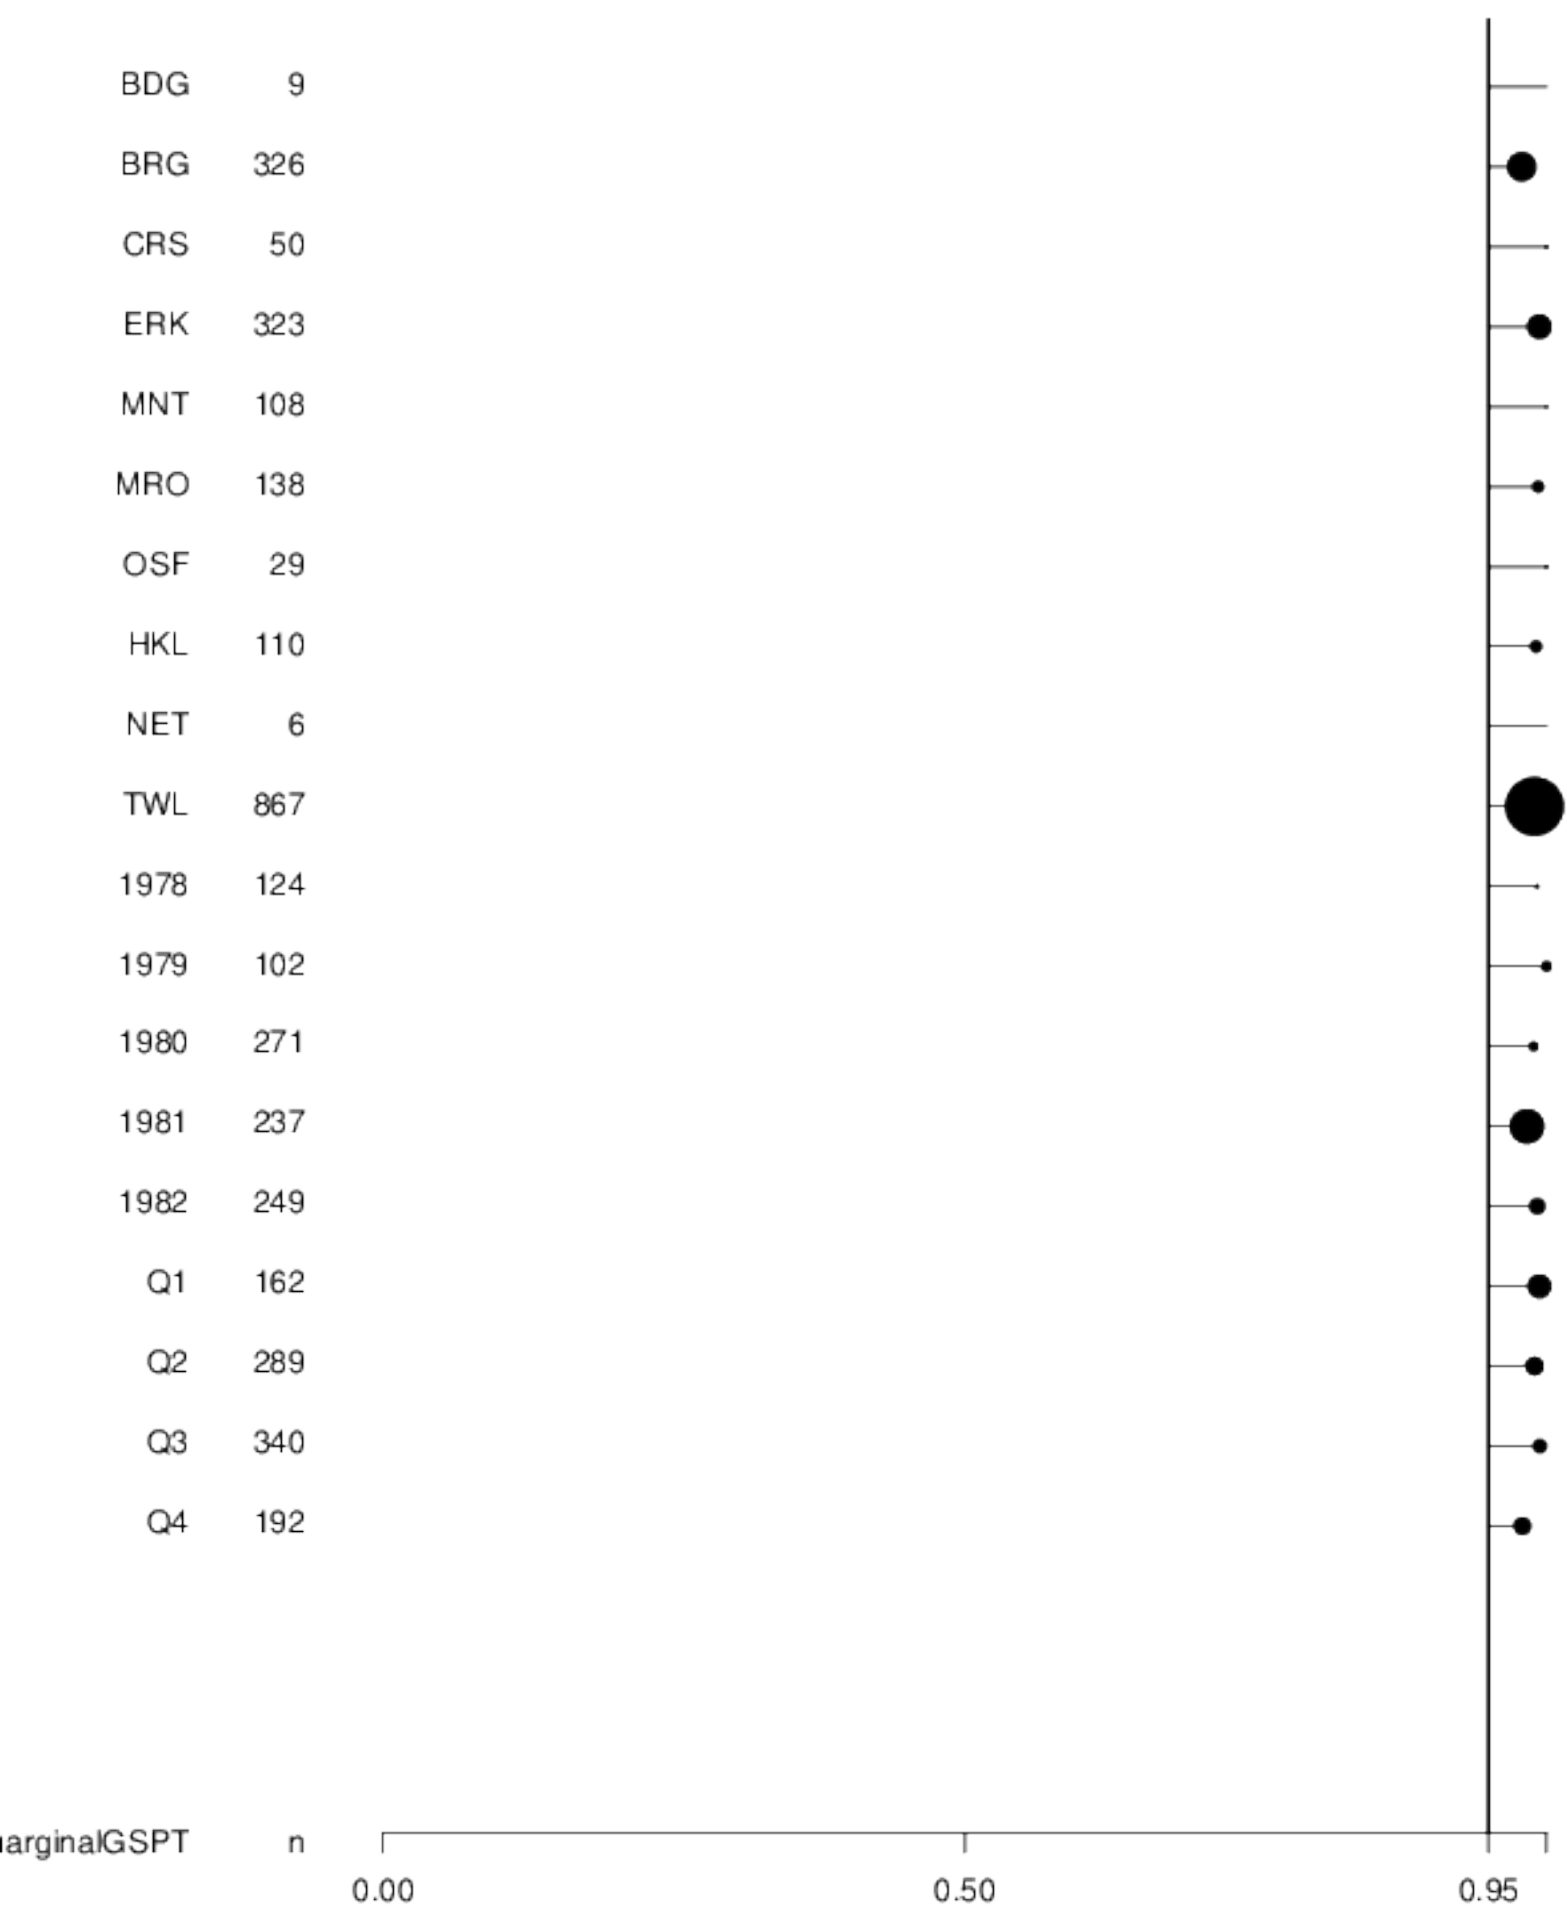 BDG 9
BRG 326
CRS 50
ERK 323
MNT 108
MRO 138
OSF 29
HKL 110
NET 6
TWL 867
1978 124
1979 102
1980 271
1981 237
1982 249
Q1 162
Q2 289
Q3 340
Q4 192
arginalGSPT n
0.00 0.50 0.95